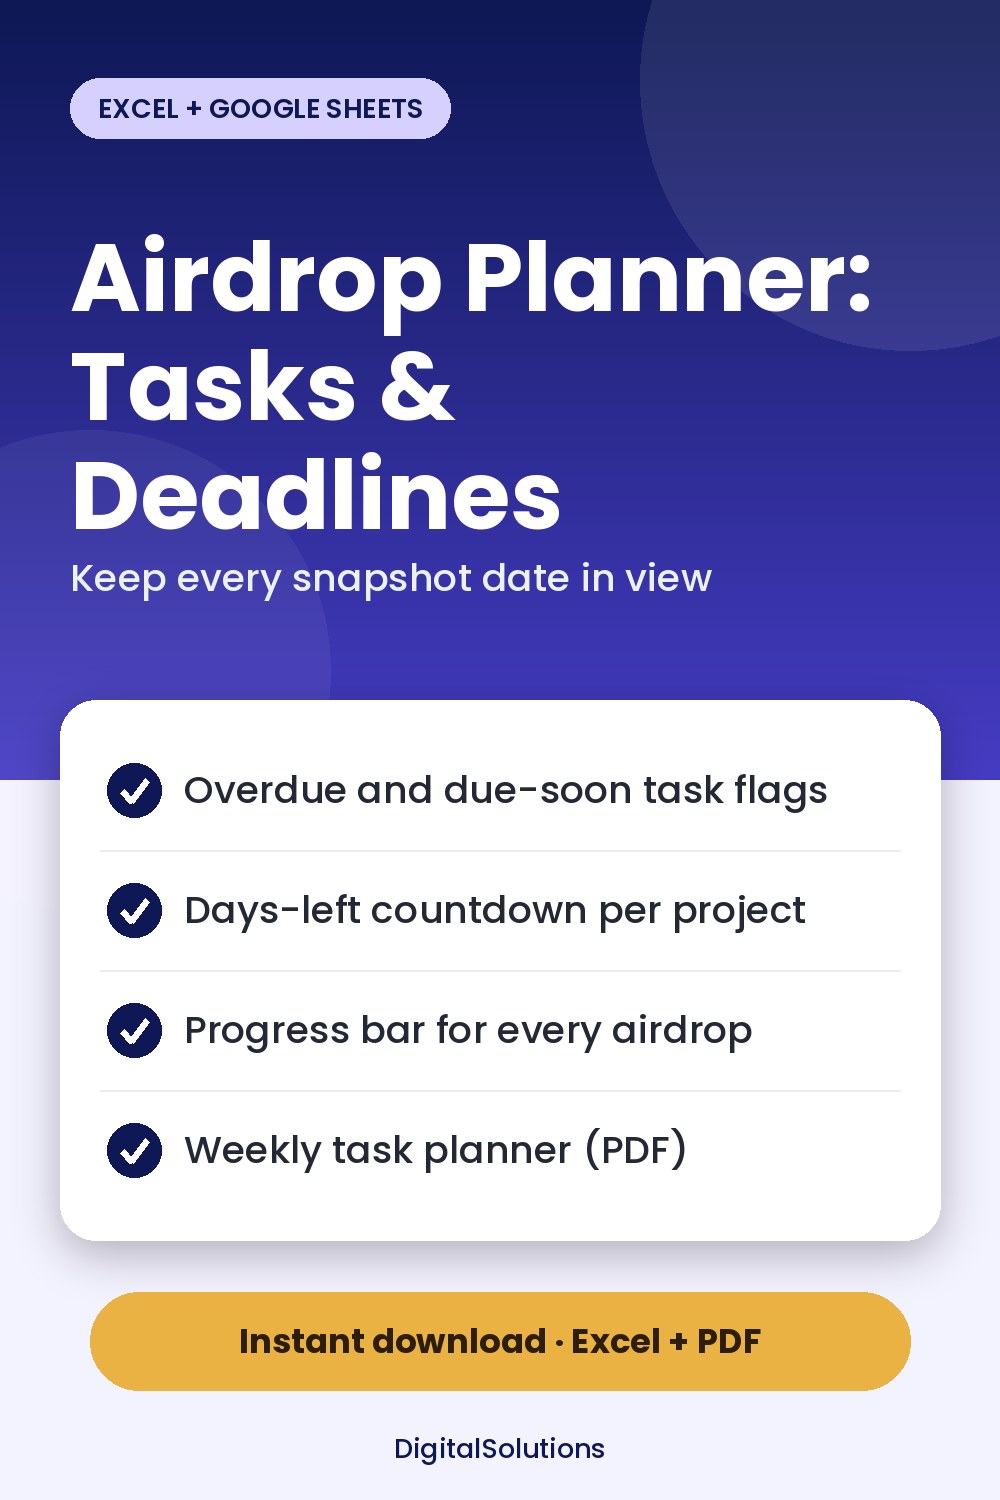 EXCEL + GOOGLE SHEETS
Airdrop Planner:
Tasks &
Deadlines
Keep every snapshot date in view
Overdue and due-soon task flags
Days-left countdown per project
Progress bar for every airdrop
Weekly task planner (PDF)
Instant download · Excel + PDF
DigitalSolutions